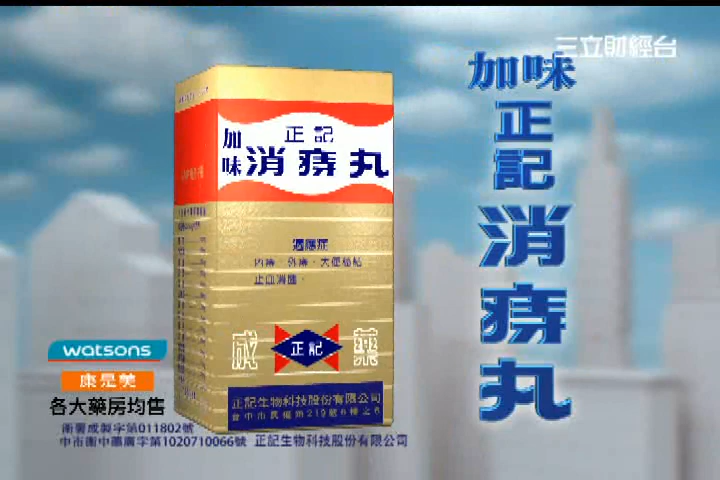 三立財經台
加味
正記
消痔丸
加味
正記
消痔丸
適應症
內痔、外痔、大便秘結
止血消腫。
成
正記
藥
正記生物科技股份有限公司
watsons
康是美
各大藥房均售
衛署成製字第011802號
中市衛中藥廣字第1020710066號 正記生物科技股份有限公司